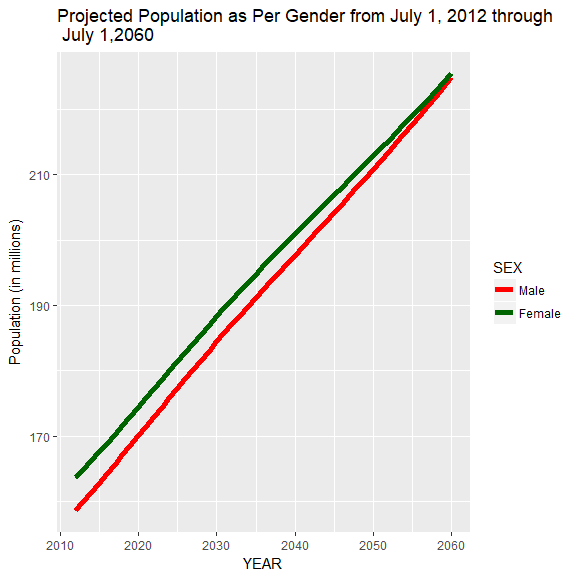 Projected Population as Per Gender from July 1, 2012 through
July 1,2060
Population (in millions)
210
190
170
2010 2020 2030 2040 2050 2060
YEAR
SEX
Male
Female